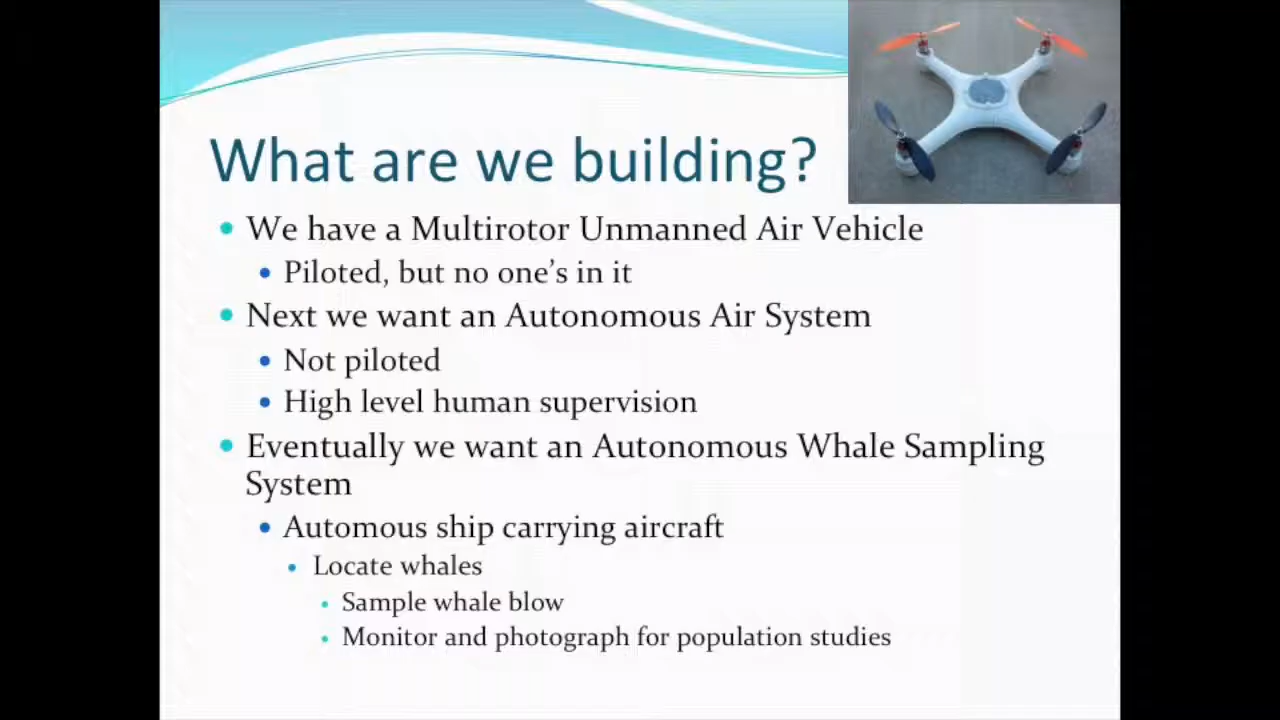 What are we building?
We have a Multirotor Unmanned Air Vehicle
Piloted, but no one's in it
Next we want an Autonomous Air System
Not piloted
High level human supervision
Eventually we want an Autonomous Whale Sampling
System
Automous ship carrying aircraft
Locate whales
Sample whale blow
Monitor and photograph for population studies